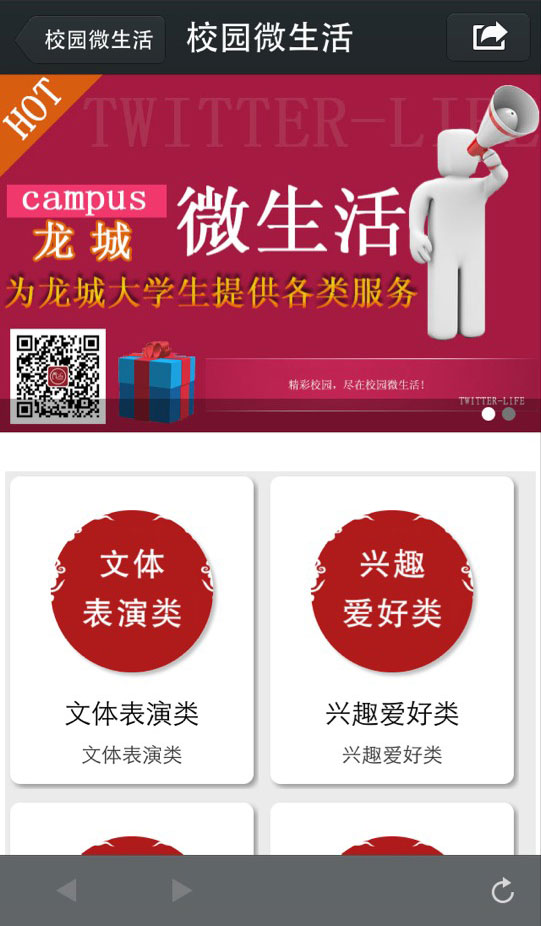 校园微生活
校园微生活
HOT
TWITTER-LIFE
campus
龙城
微生活
为龙城大学生提供各类服务
精彩校园，尽在校园微生活！
TWITTER-LIFE
文体
表演类
兴趣
爱好类
文体表演类
兴趣爱好类
文体表演类
兴趣爱好类